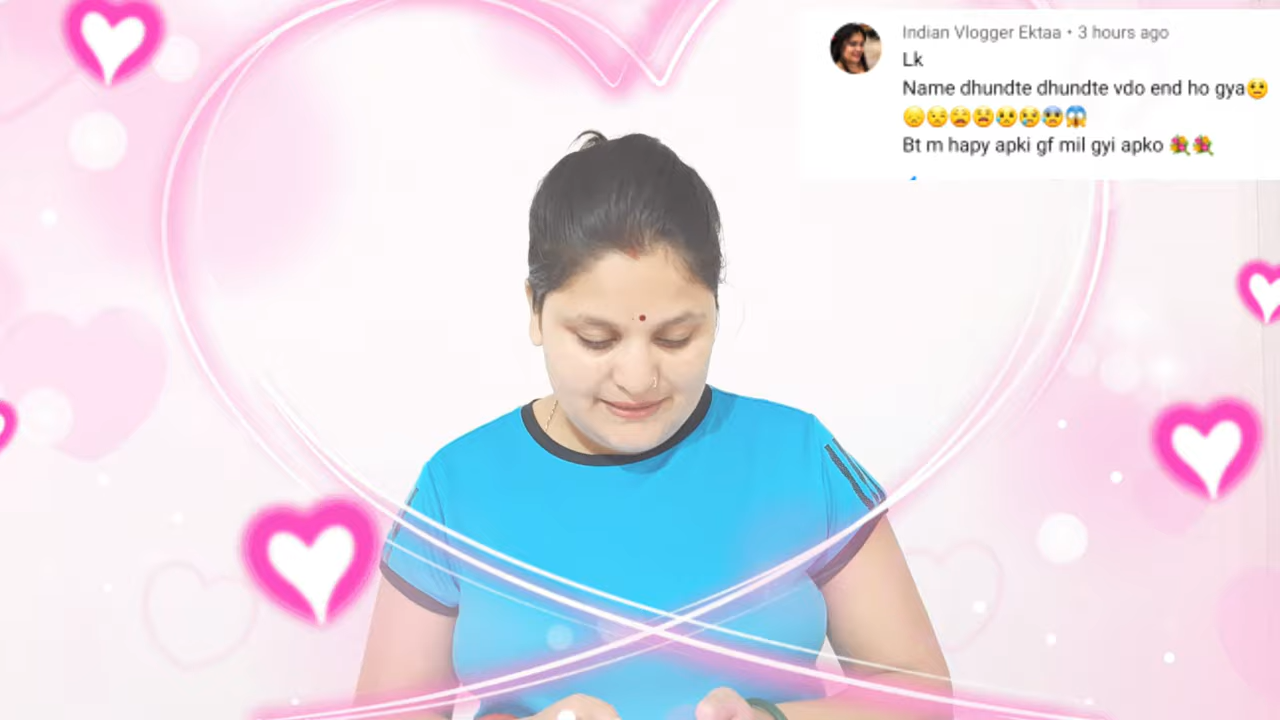 Indian Vlogger Ektaa • 3 hours ago
Lk
Name dhundte dhundte vdo end ho gya🥺
😞😒😩😫😥😢😰😱
Bt m hapy apki gf mil gyi apko 💐💐